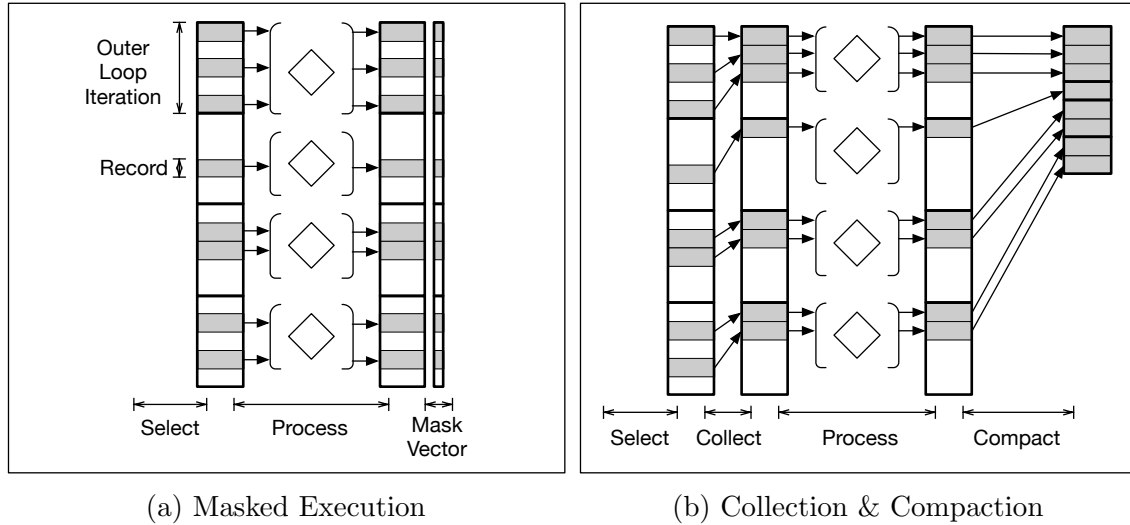 Outer
Loop
Iteration
Record
Select
Process
Mask
Vector
(a) Masked Execution
Select
Collect
Process
Compact
(b) Collection & Compaction